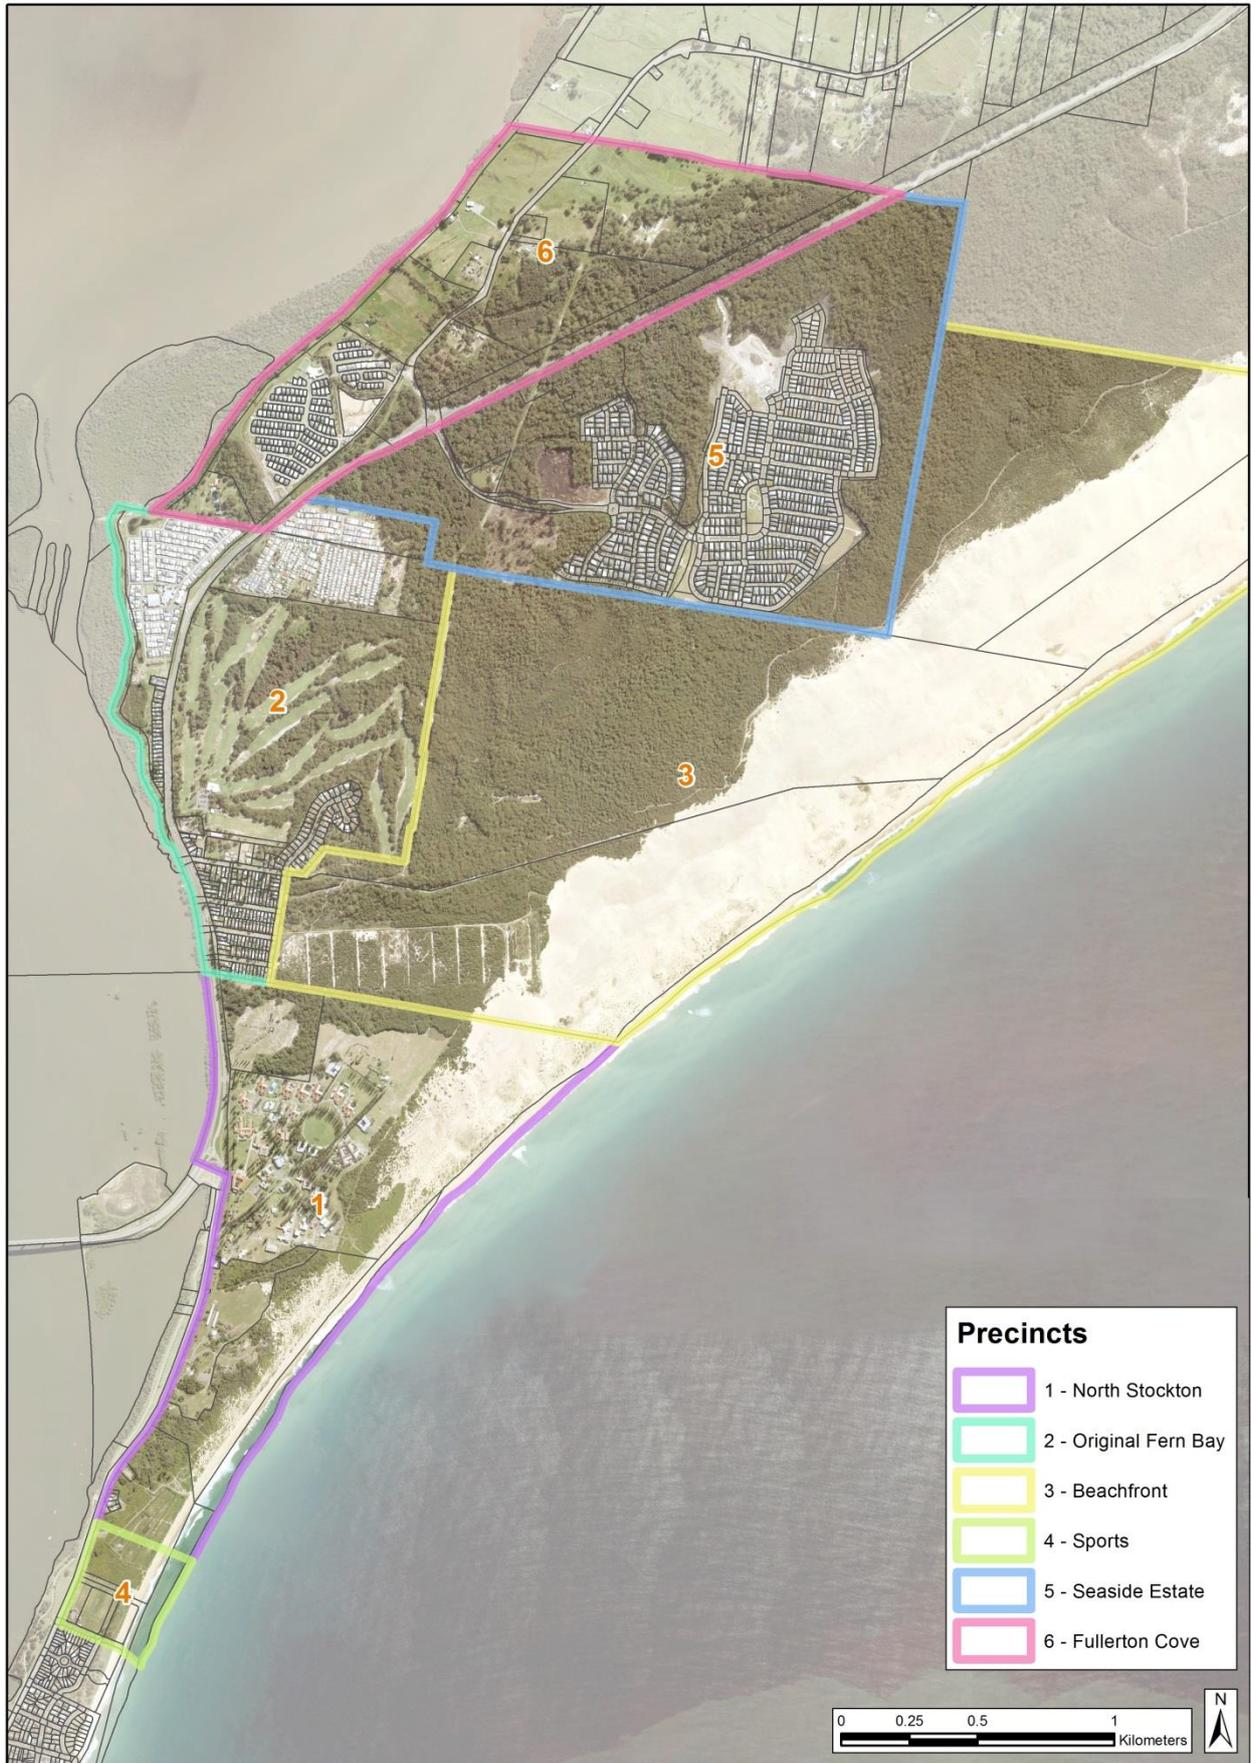 6
5
2
3
1
4
Precincts
1 - North Stockton
2 - Original Fern Bay
3 - Beachfront
4 - Sports
5 - Seaside Estate
6 - Fullerton Cove
N
0 0.25 0.5 1
Kilometers